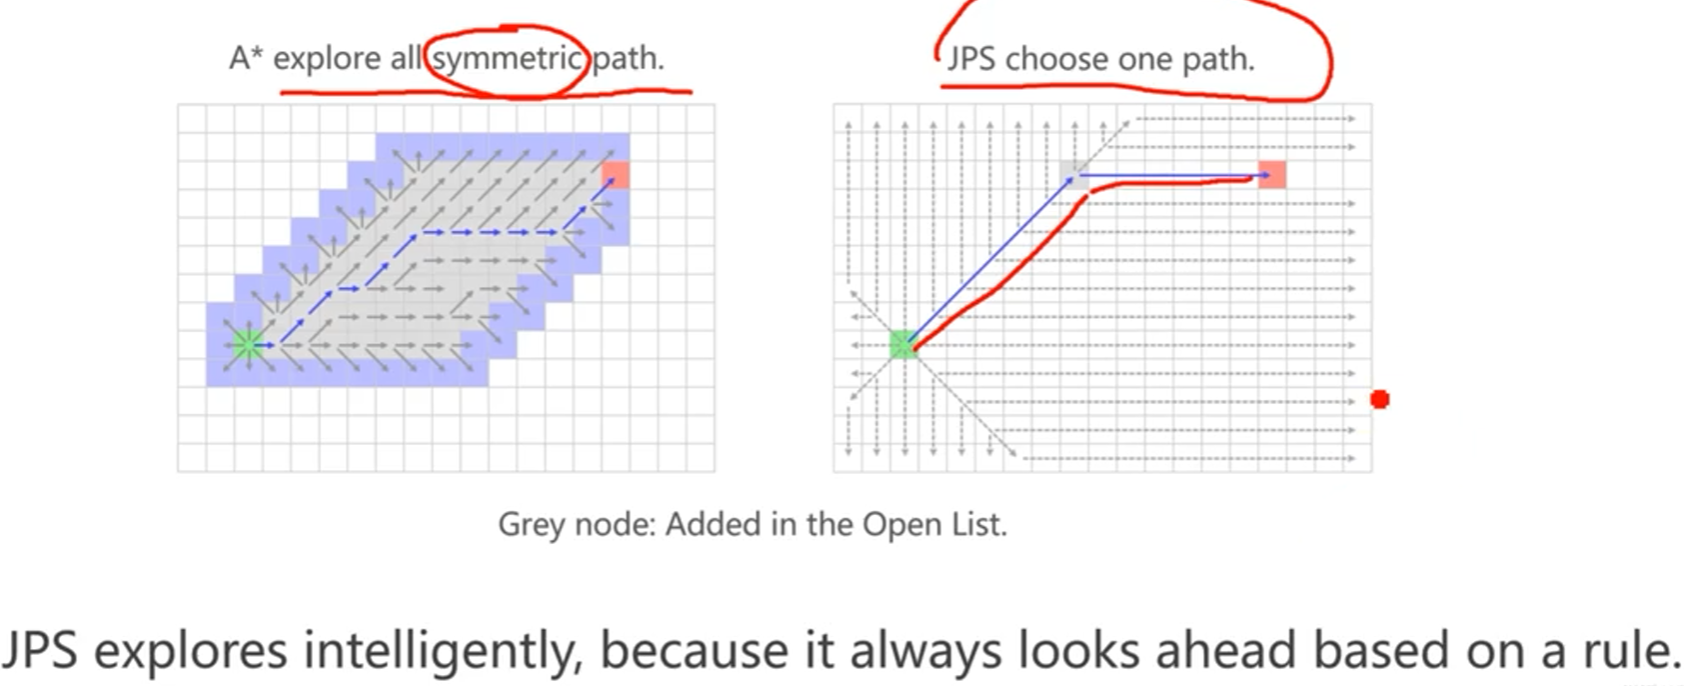 A* explore all symmetric path.
JPS choose one path.
Grey node: Added in the Open List.
JPS explores intelligently, because it always looks ahead based on a rule.